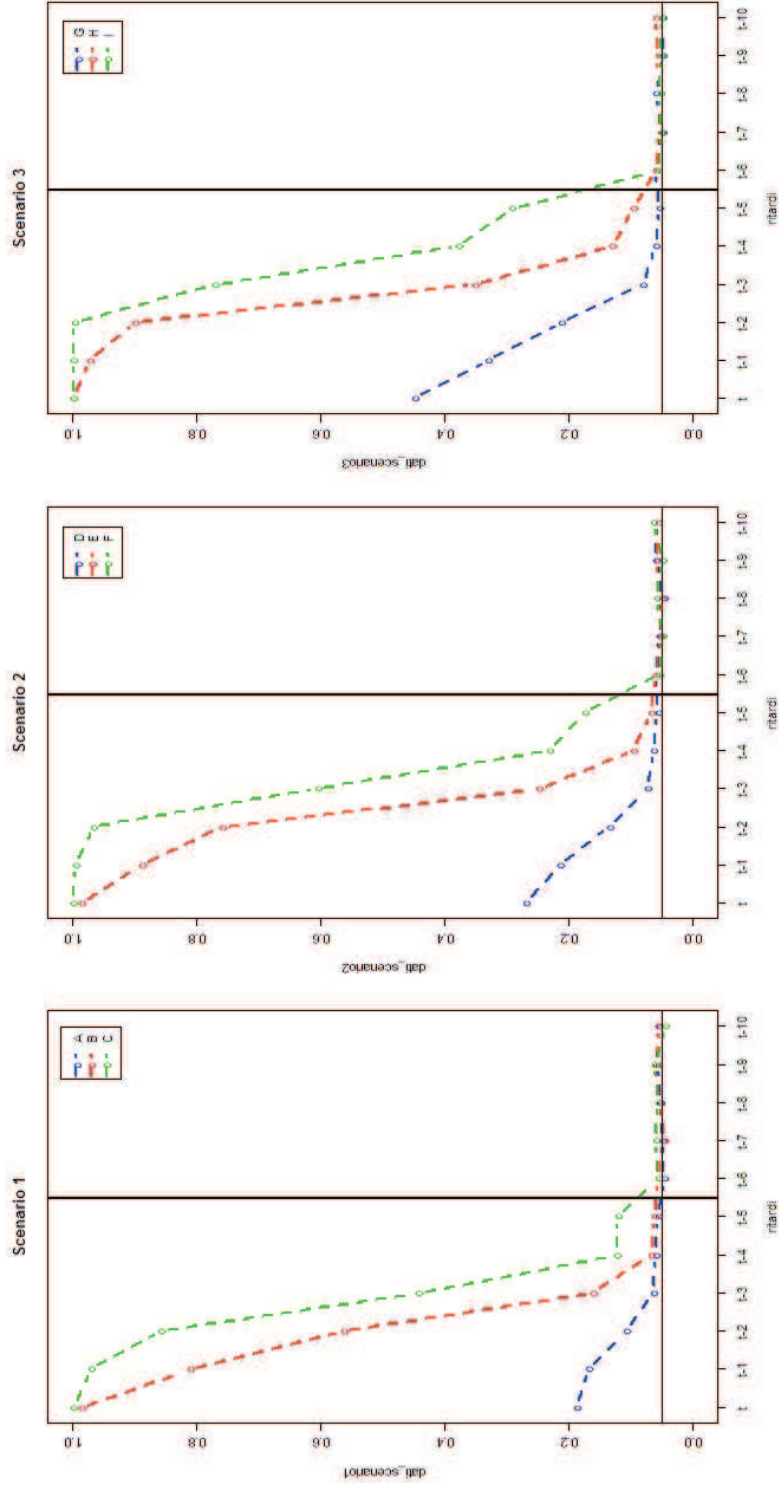 Scenario 1
A
B
C
dati_scenario1
1.0
0.8
0.6
0.4
0.2
0.0
t
t-1
t-2
t-3
t-4
t-5
t-6
t-7
t-8
t-9
t-10
ritardi
Scenario 2
D
E
F
dati_scenario2
1.0
0.8
0.6
0.4
0.2
0.0
t
t-1
t-2
t-3
t-4
t-5
t-6
t-7
t-8
t-9
t-10
ritardi
Scenario 3
G
H
I
dati_scenario3
1.0
0.8
0.6
0.4
0.2
0.0
t
t-1
t-2
t-3
t-4
t-5
t-6
t-7
t-8
t-9
t-10
ritardi